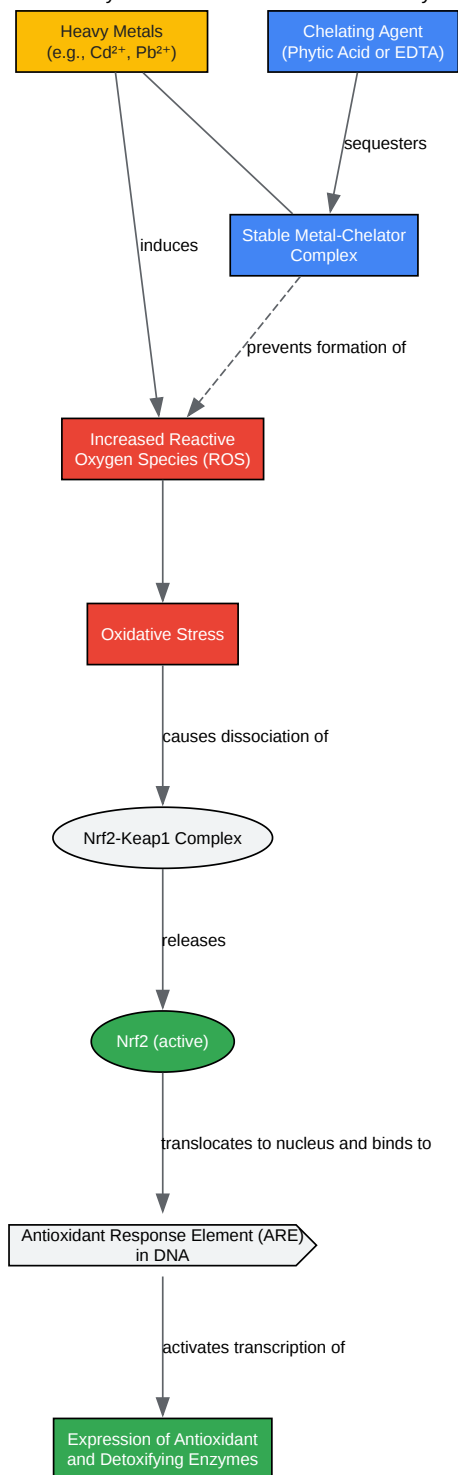 Heavy Metals
(e.g., Cd²⁺, Pb²⁺)
Chelating Agent
(Phytic Acid or EDTA)
sequesters
Stable Metal-Chelator
Complex
induces
prevents formation of
Increased Reactive
Oxygen Species (ROS)
Oxidative Stress
causes dissociation of
Nrf2-Keap1 Complex
releases
Nrf2 (active)
translocates to nucleus and binds to
Antioxidant Response Element (ARE)
in DNA
activates transcription of
Expression of Antioxidant
and Detoxifying Enzymes